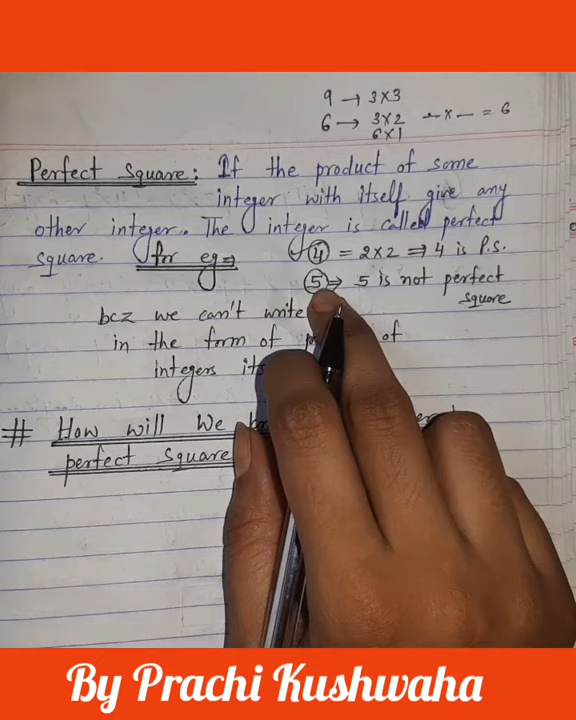 9 → 3×3
6 → 3×2 —×— = 6
6×1
Perfect Square: If the product of some
integer with itself give any
other integer. The integer is called perfect
square. for eg⇒ ④ = 2×2 ⇒ 4 is P.S.
⑤⇒ 5 is not perfect
square
bcz we can't write
in the form of of
integers its
# How will We
perfect Square
By Prachi Kushwaha